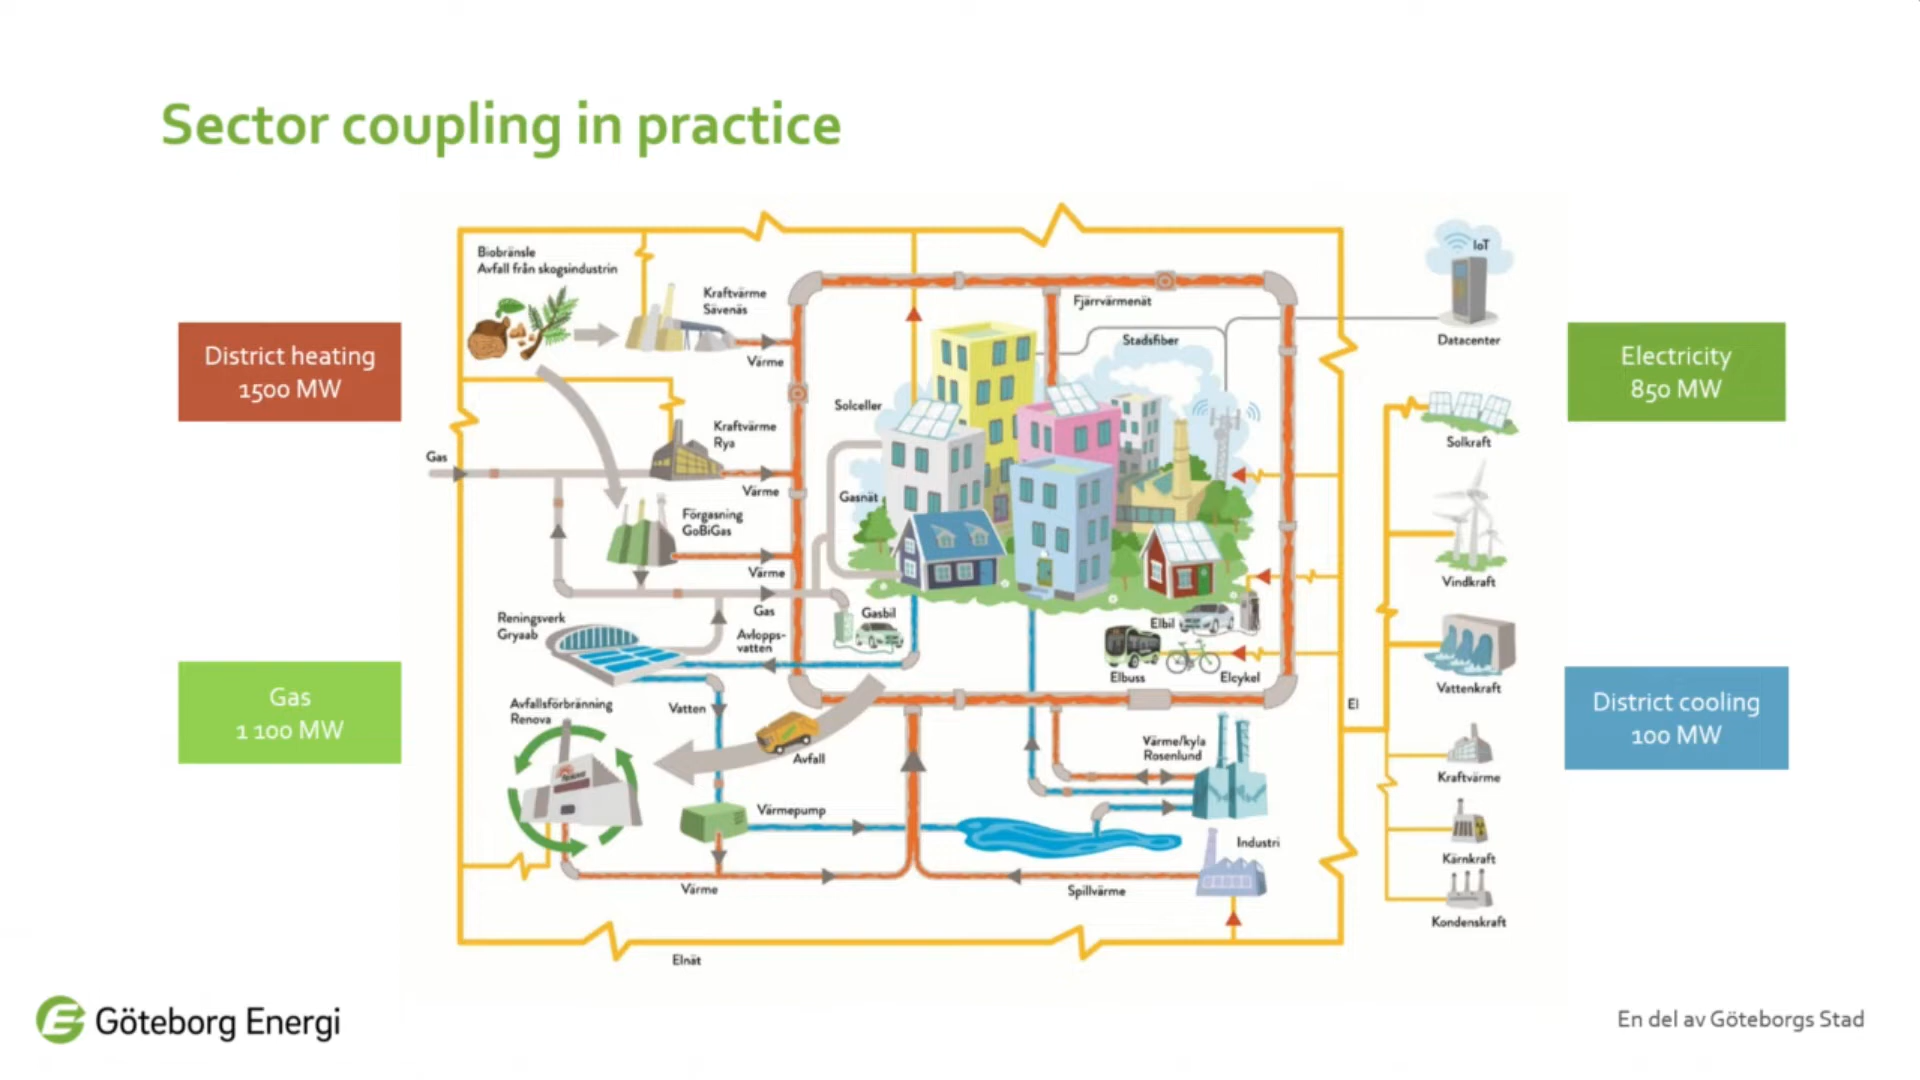 Sector coupling in practice
District heating
1500 MW
Gas
1 100 MW
Electricity
850 MW
District cooling
100 MW
Biobränsle
Avfall från skogsindustrin
Kraftvärme
Sävenäs
Värme
Kraftvärme
Rya
Värme
Gas
Förgasning
GoBiGas
Värme
Gas
Reningsverk
Gryaab
Avlopps-
vatten
Avfallsförbränning
Renova
Vatten
Avfall
Värmepump
Värme
Elnät
Fjärrvärmenät
Stadsfiber
Solceller
Gasnät
Gasbil
Elbil
Elbuss
Elcykel
Värme/kyla
Rosenlund
Industri
Spillvärme
El
IoT
Datacenter
Solkraft
Vindkraft
Vattenkraft
Kraftvärme
Kärnkraft
Kondenskraft
Göteborg Energi
En del av Göteborgs Stad